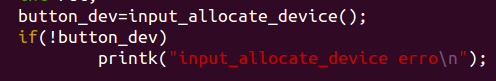 button_dev=input_allocate_device();
if(!button_dev)
printk("input_allocate_device erro\n");